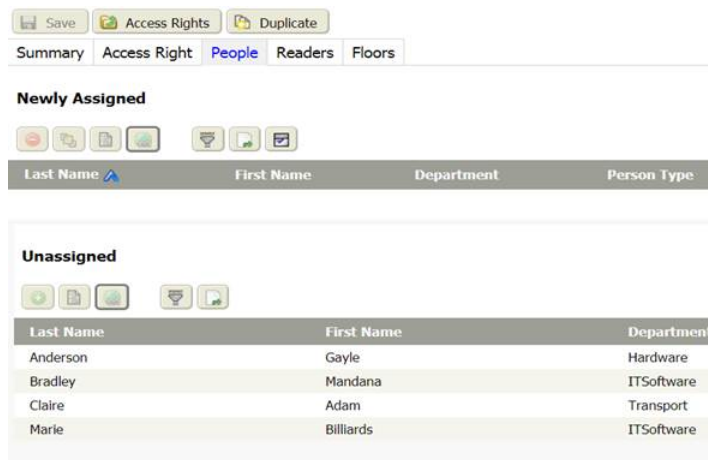 Save Access Rights Duplicate
Summary Access Right People Readers Floors
Newly Assigned
Last Name First Name Department Person Type
Unassigned
Last Name First Name Departmen
Anderson Gayle Hardware
Bradley Mandana ITSoftware
Claire Adam Transport
Marie Billiards ITSoftware